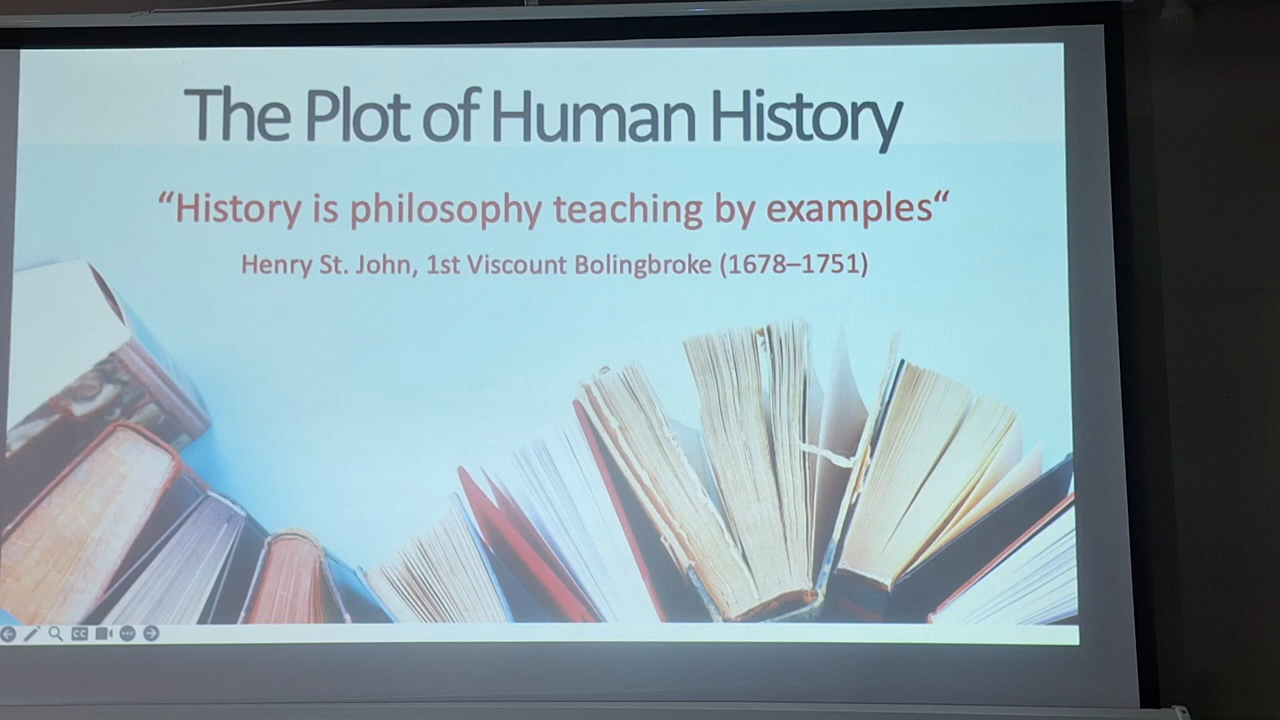 The Plot of Human History
“History is philosophy teaching by examples“
Henry St. John, 1st Viscount Bolingbroke (1678–1751)
CC